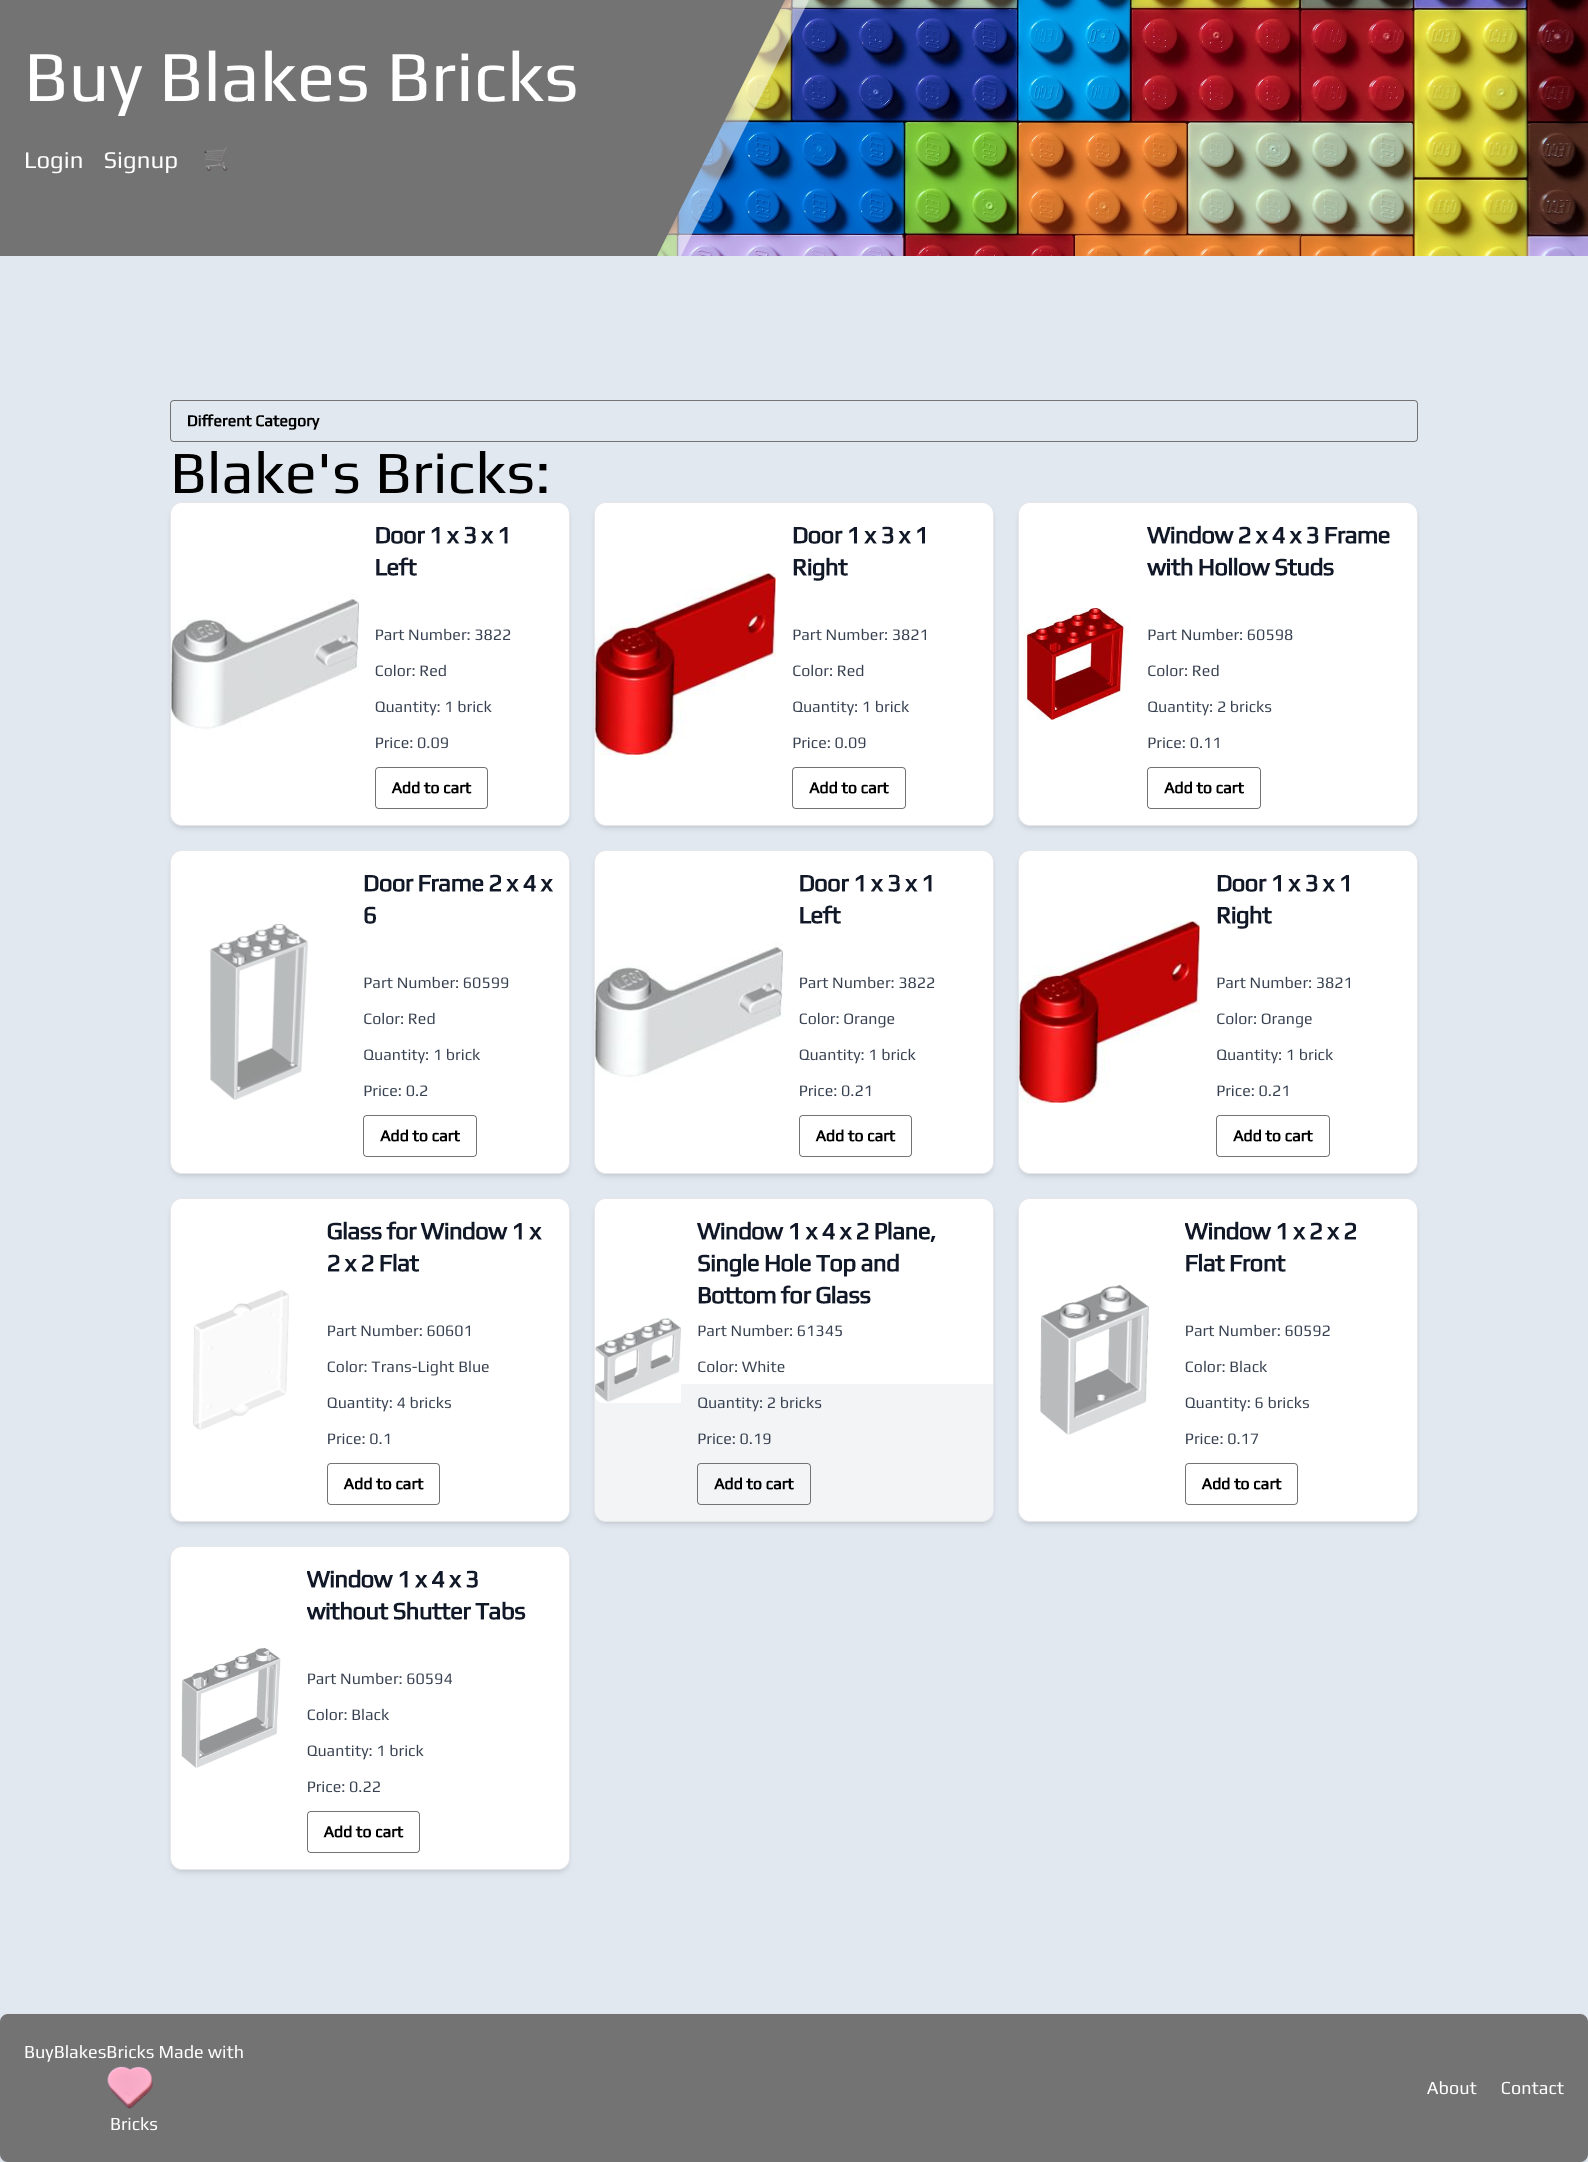 Buy Blakes Bricks
Login Signup
Different Category
Blake's Bricks:
Door 1 x 3 x 1
Left
Part Number: 3822
Color: Red
Quantity: 1 brick
Price: 0.09
Add to cart
Door 1 x 3 x 1
Right
Part Number: 3821
Color: Red
Quantity: 1 brick
Price: 0.09
Add to cart
Window 2 x 4 x 3 Frame
with Hollow Studs
Part Number: 60598
Color: Red
Quantity: 2 bricks
Price: 0.11
Add to cart
Door Frame 2 x 4 x
6
Part Number: 60599
Color: Red
Quantity: 1 brick
Price: 0.2
Add to cart
Door 1 x 3 x 1
Left
Part Number: 3822
Color: Orange
Quantity: 1 brick
Price: 0.21
Add to cart
Door 1 x 3 x 1
Right
Part Number: 3821
Color: Orange
Quantity: 1 brick
Price: 0.21
Add to cart
Glass for Window 1 x
2 x 2 Flat
Part Number: 60601
Color: Trans-Light Blue
Quantity: 4 bricks
Price: 0.1
Add to cart
Window 1 x 4 x 2 Plane,
Single Hole Top and
Bottom for Glass
Part Number: 61345
Color: White
Quantity: 2 bricks
Price: 0.19
Add to cart
Window 1 x 2 x 2
Flat Front
Part Number: 60592
Color: Black
Quantity: 6 bricks
Price: 0.17
Add to cart
Window 1 x 4 x 3
without Shutter Tabs
Part Number: 60594
Color: Black
Quantity: 1 brick
Price: 0.22
Add to cart
BuyBlakesBricks Made with
Bricks
About Contact